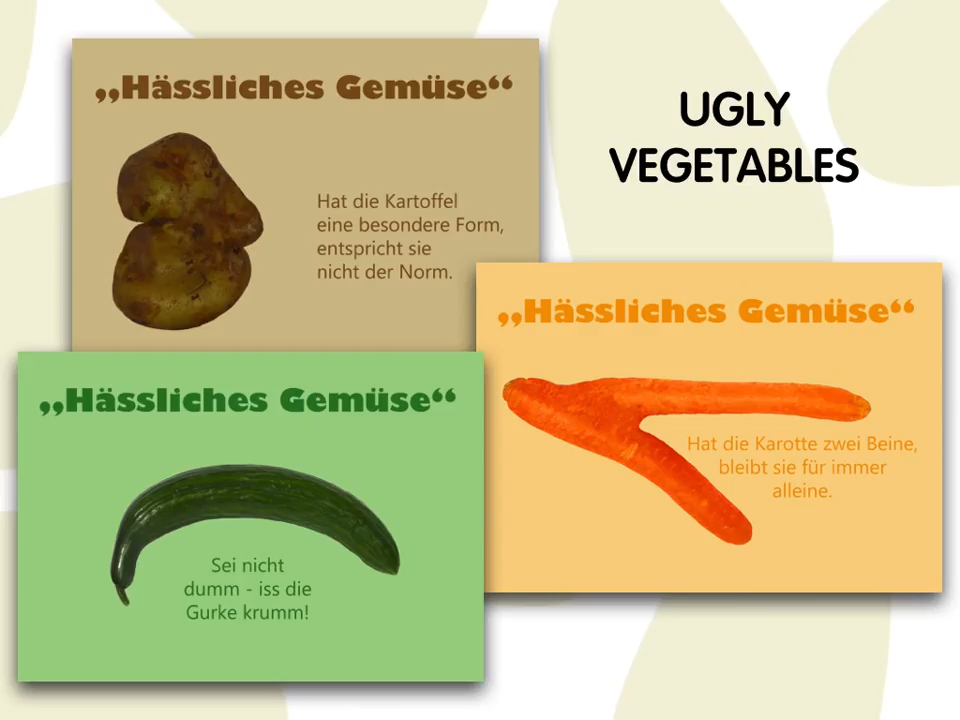 „Hässliches Gemüse“
Hat die Kartoffel
eine besondere Form,
entspricht sie
nicht der Norm.
UGLY
VEGETABLES
„Hässliches Gemüse“
Hat die Karotte zwei Beine,
bleibt sie für immer
alleine.
„Hässliches Gemüse“
Sei nicht
dumm - iss die
Gurke krumm!